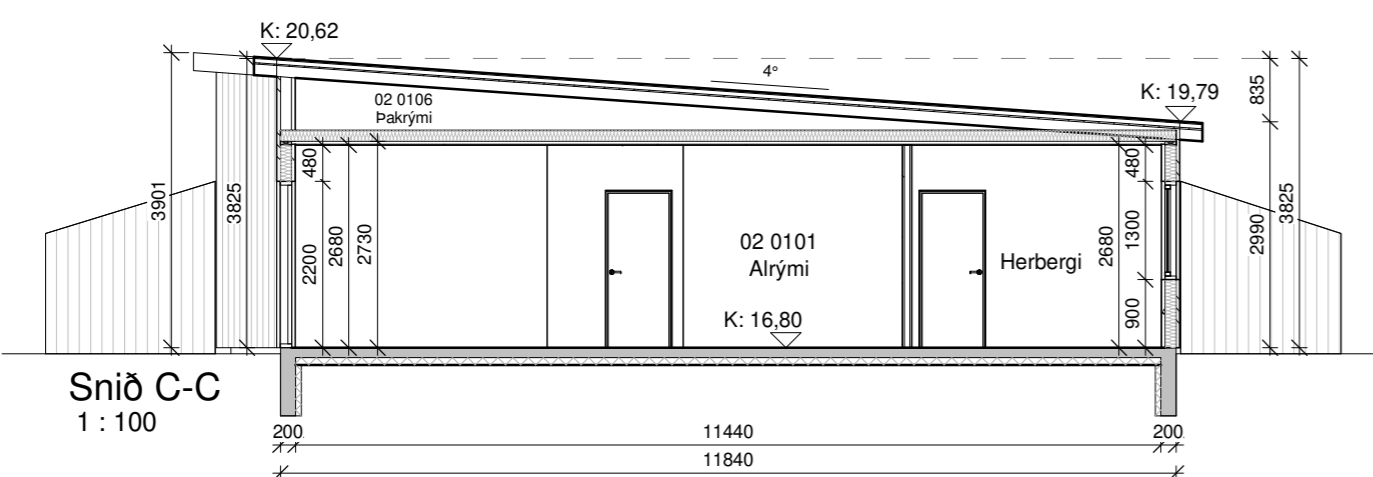 K: 20,62
4°
K: 19,79
835
02 0106
Þakrými
480
480
3901
3825
2200
2680
2730
02 0101
Alrými
Herbergi
2680
1300
2990
3825
K: 16,80
900
Snið C-C
1 : 100
200
11440
200
11840